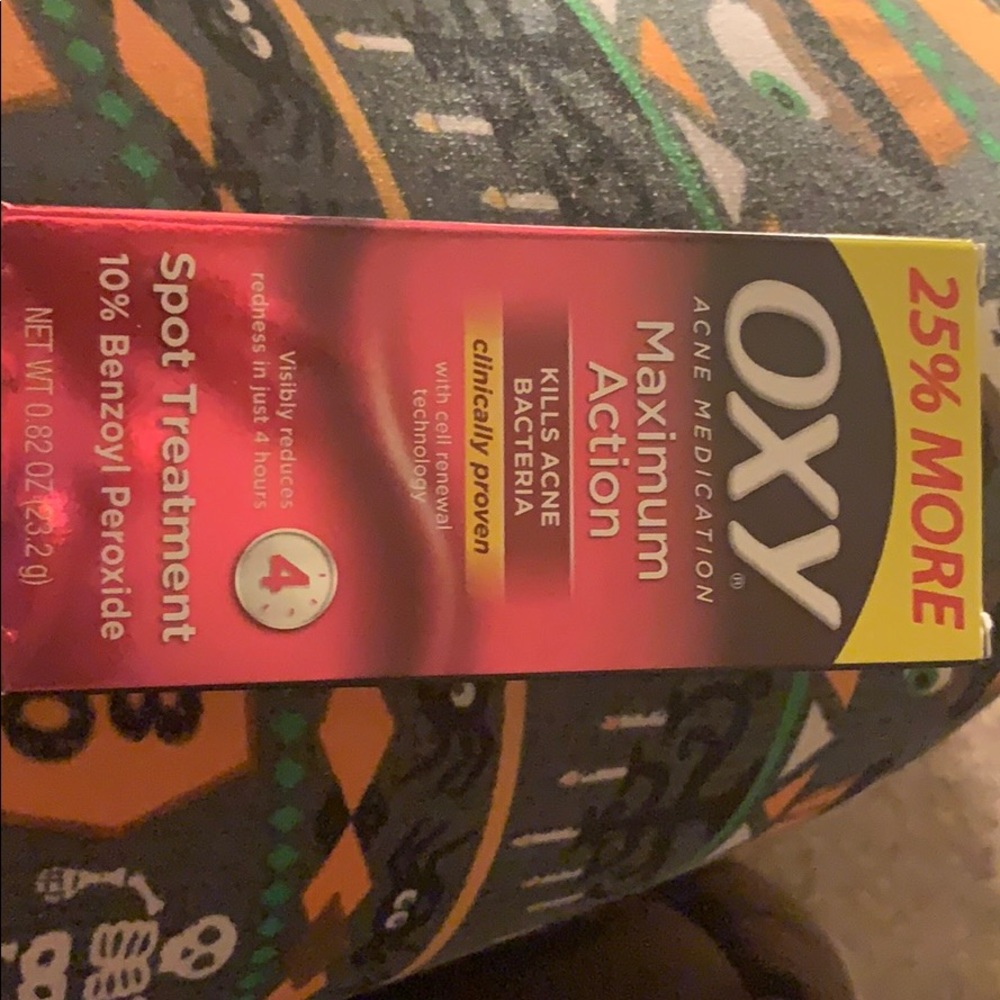 25% MORE
OXY®
ACNE MEDICATION
Maximum
Action
KILLS ACNE
BACTERIA
clinically proven
with cell renewal
technology
Visibly reduces
redness in just 4 hours
4
Spot Treatment
10% Benzoyl Peroxide
NET WT 0.82 OZ (23.2 g)